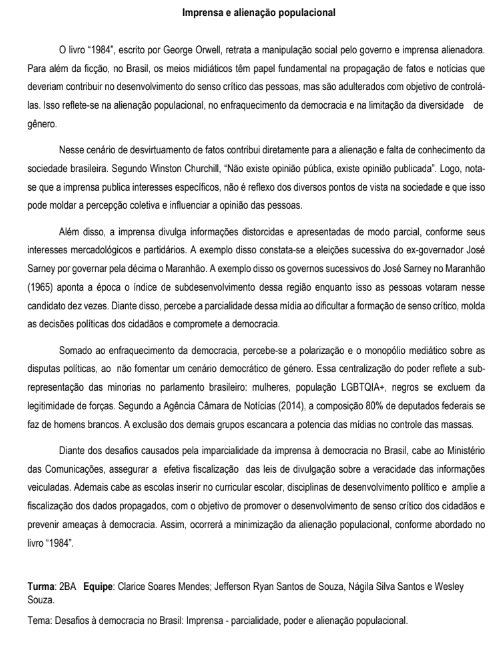 Imprensa e alienação populacional
O livro "1984", escrito por George Orwell, retrata a manipulação social pelo governo e imprensa alienadora.
Para além da ficção, no Brasil, os meios midiáticos têm papel fundamental na propagação de fatos e notícias que
deveriam contribuir no desenvolvimento do senso crítico das pessoas, mas são adulterados com objetivo de controlá-
las. Isso reflete-se na alienação populacional, no enfraquecimento da democracia e na limitação da diversidade de
gênero.
Nesse cenário de desvirtuamento de fatos contribui diretamente para a alienação e falta de conhecimento da
sociedade brasileira. Segundo Winston Churchill, "Não existe opinião pública, existe opinião publicada". Logo, nota-
se que a imprensa publica interesses específicos, não é reflexo dos diversos pontos de vista na sociedade e que isso
pode moldar a percepção coletiva e influenciar a opinião das pessoas.
Além disso, a imprensa divulga informações distorcidas e apresentadas de modo parcial, conforme seus
interesses mercadológicos e partidários. A exemplo disso constata-se a eleições sucessiva do ex-governador José
Sarney por governar pela décima o Maranhão. A exemplo disso os governos sucessivos do José Sarney no Maranhão
(1965) aponta a época o índice de subdesenvolvimento dessa região enquanto isso as pessoas votaram nesse
candidato dez vezes. Diante disso, percebe a parcialidade dessa mídia ao dificultar a formação de senso crítico, molda
as decisões políticas dos cidadãos e compromete a democracia.
Somado ao enfraquecimento da democracia, percebe-se a polarização e o monopólio mediático sobre as
disputas políticas, ao não fomentar um cenário democrático de gênero. Essa centralização do poder reflete a sub-
representação das minorias no parlamento brasileiro: mulheres, população LGBTQIA+, negros se excluem da
legitimidade de forças. Segundo a Agência Câmara de Notícias (2014), a composição 80% de deputados federais se
faz de homens brancos. A exclusão dos demais grupos escancara a potencia das mídias no controle das massas.
Diante dos desafios causados pela imparcialidade da imprensa à democracia no Brasil, cabe ao Ministério
das Comunicações, assegurar a efetiva fiscalização das leis de divulgação sobre a veracidade das informações
veiculadas. Ademais cabe as escolas inserir no curricular escolar, disciplinas de desenvolvimento político e amplie a
fiscalização dos dados propagados, com o objetivo de promover o desenvolvimento de senso crítico dos cidadãos e
prevenir ameaças à democracia. Assim, ocorrerá a minimização da alienação populacional, conforme abordado no
livro "1984".
Turma: 2BA Equipe: Clarice Soares Mendes; Jefferson Ryan Santos de Souza, Nágila Silva Santos e Wesley
Souza.
Tema: Desafios à democracia no Brasil: Imprensa - parcialidade, poder e alienação populacional.